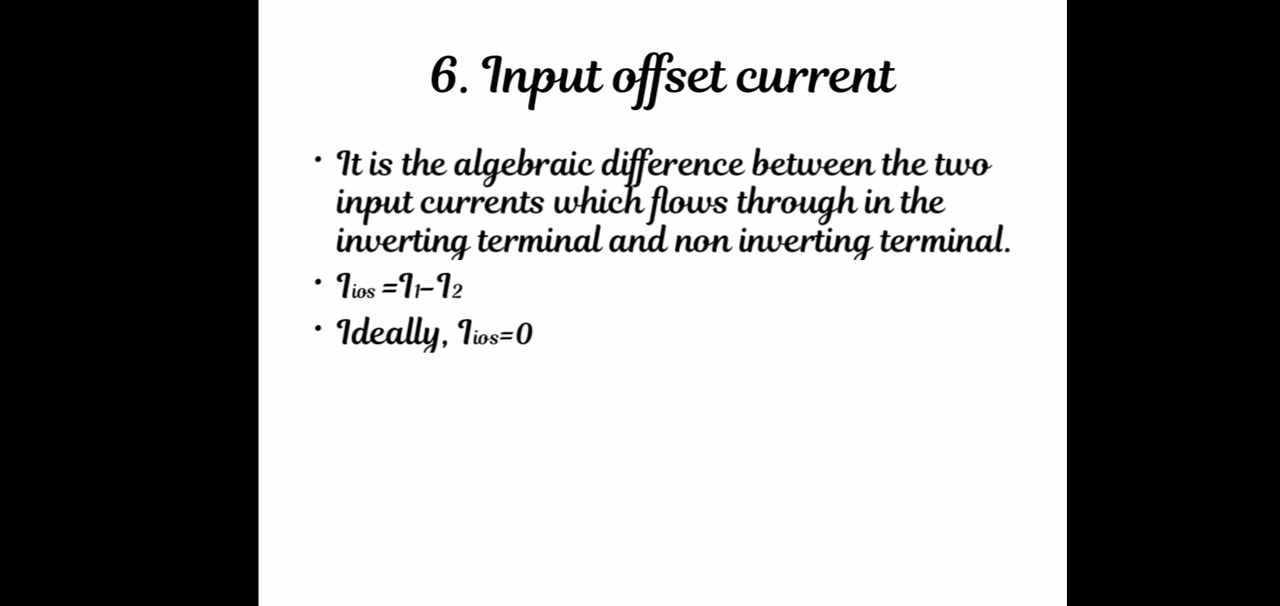 6. Input offset current
• It is the algebraic difference between the two
input currents which flows through in the
inverting terminal and non inverting terminal.
• Iios =I1-I2
• Ideally, Iios=0